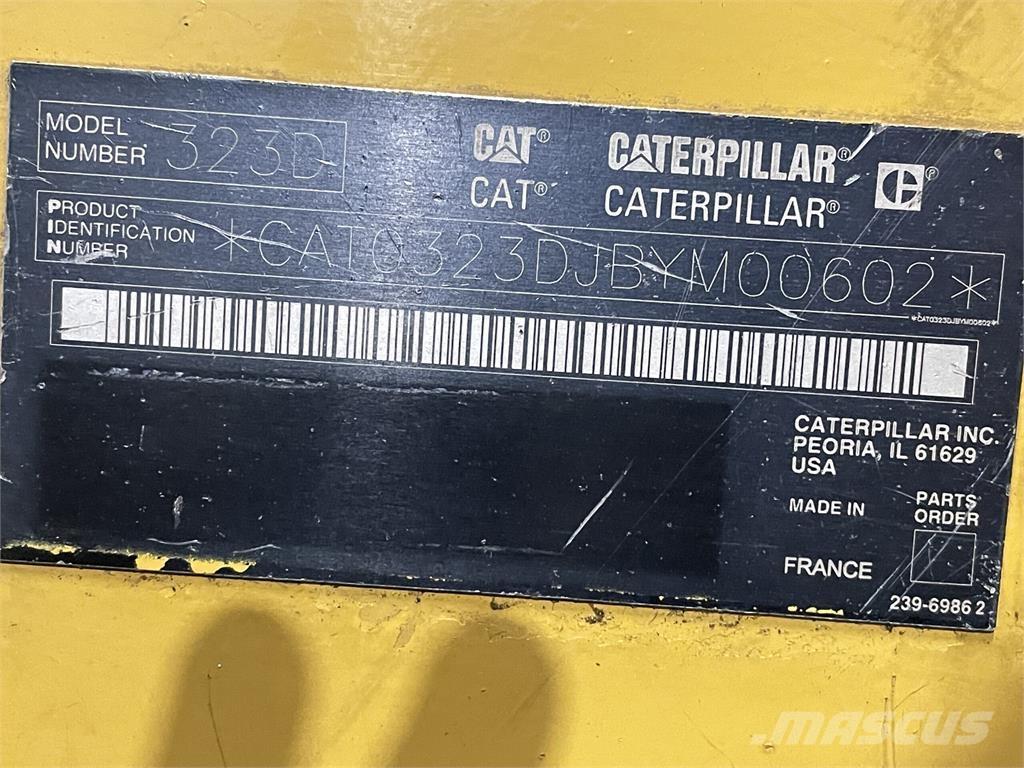 MODEL NUMBER 323D
CAT® CATERPILLAR® C®
CAT® CATERPILLAR®
PRODUCT
IDENTIFICATION
NUMBER
*CAT0323DJBYM00602*
*CAT0323DJBYM00602*
CATERPILLAR INC.
PEORIA, IL 61629
USA
MADE IN
FRANCE
PARTS
ORDER
239-6986 2
MASCUS